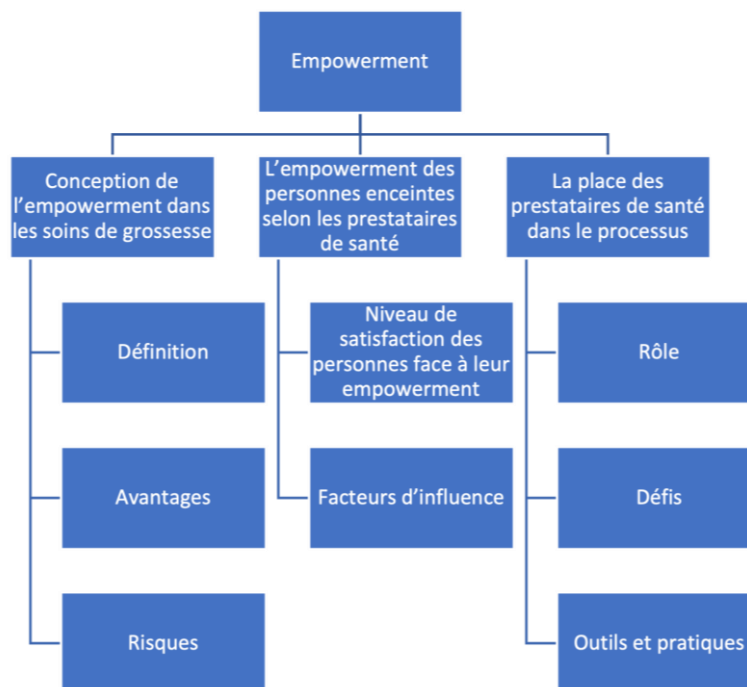 Empowerment
Conception de
l'empowerment dans
les soins de grossesse
L'empowerment des
personnes enceintes
selon les prestataires
de santé
La place des
prestataires de santé
dans le processus
Définition
Niveau de
satisfaction des
personnes face à leur
empowerment
Rôle
Avantages
Facteurs d'influence
Défis
Risques
Outils et pratiques